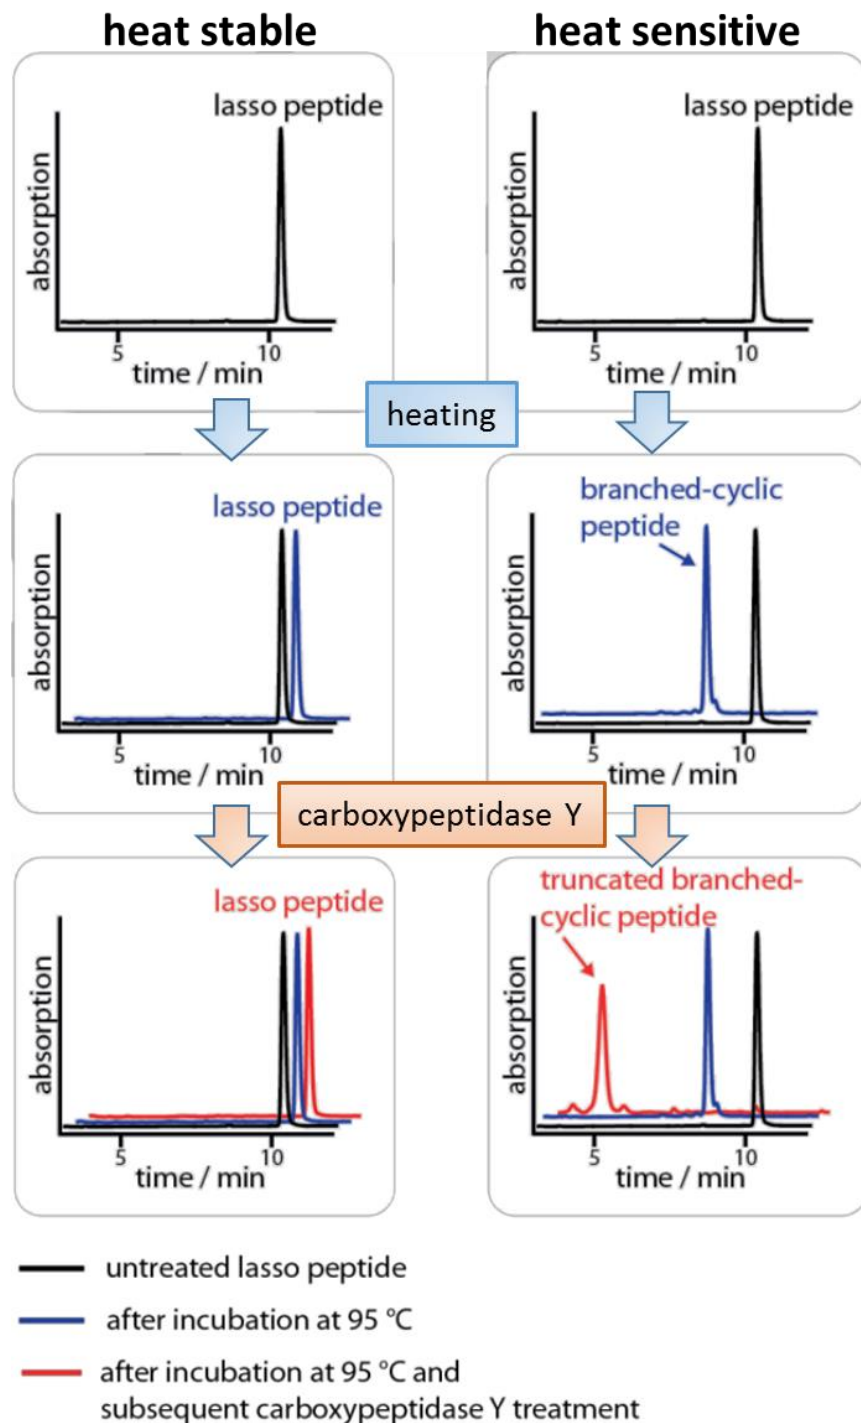 heat stable
heat sensitive
lasso peptide
absorption
5
10
time / min
lasso peptide
absorption
5
10
time / min
heating
lasso peptide
absorption
5
10
time / min
branched-cyclic
peptide
absorption
5
10
time / min
carboxypeptidase Y
lasso peptide
absorption
5
10
time / min
truncated branched-
cyclic peptide
absorption
5
10
time / min
untreated lasso peptide
after incubation at 95 °C
after incubation at 95 °C and
subsequent carboxypeptidase Y treatment